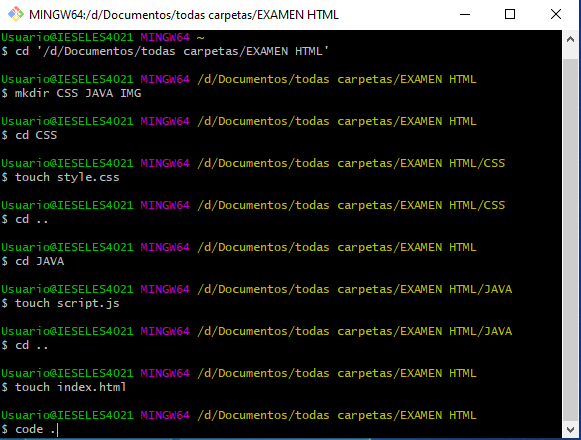 MINGW64:/d/Documentos/todas carpetas/EXAMEN HTML
Usuario@IESELES4021 MINGW64 ~
$ cd '/d/Documentos/todas carpetas/EXAMEN HTML'
Usuario@IESELES4021 MINGW64 /d/Documentos/todas carpetas/EXAMEN HTML
$ mkdir CSS JAVA IMG
Usuario@IESELES4021 MINGW64 /d/Documentos/todas carpetas/EXAMEN HTML
$ cd CSS
Usuario@IESELES4021 MINGW64 /d/Documentos/todas carpetas/EXAMEN HTML/CSS
$ touch style.css
Usuario@IESELES4021 MINGW64 /d/Documentos/todas carpetas/EXAMEN HTML/CSS
$ cd ..
Usuario@IESELES4021 MINGW64 /d/Documentos/todas carpetas/EXAMEN HTML
$ cd JAVA
Usuario@IESELES4021 MINGW64 /d/Documentos/todas carpetas/EXAMEN HTML/JAVA
$ touch script.js
Usuario@IESELES4021 MINGW64 /d/Documentos/todas carpetas/EXAMEN HTML/JAVA
$ cd ..
Usuario@IESELES4021 MINGW64 /d/Documentos/todas carpetas/EXAMEN HTML
$ touch index.html
Usuario@IESELES4021 MINGW64 /d/Documentos/todas carpetas/EXAMEN HTML
$ code .